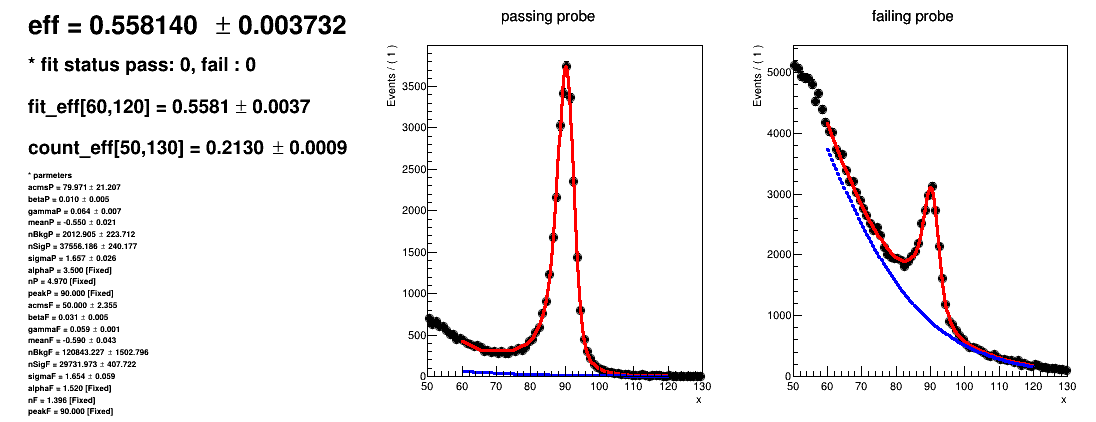 eff = 0.558140 ± 0.003732
* fit status pass: 0, fail : 0
fit_eff[60,120] = 0.5581 ± 0.0037
count_eff[50,130] = 0.2130 ± 0.0009
* parmeters
acmsP = 79.971 ± 21.207
betaP = 0.010 ± 0.005
gammaP = 0.064 ± 0.007
meanP = -0.550 ± 0.021
nBkgP = 2012.905 ± 223.712
nSigP = 37556.186 ± 240.177
sigmaP = 1.657 ± 0.026
alphaP = 3.500 [Fixed]
nP = 4.970 [Fixed]
peakP = 90.000 [Fixed]
acmsF = 50.000 ± 2.355
betaF = 0.031 ± 0.005
gammaF = 0.059 ± 0.001
meanF = -0.590 ± 0.043
nBkgF = 120843.227 ± 1502.796
nSigF = 29731.973 ± 407.722
sigmaF = 1.654 ± 0.059
alphaF = 1.520 [Fixed]
nF = 1.396 [Fixed]
peakF = 90.000 [Fixed]
passing probe
Events / ( 1 )
3500
3000
2500
2000
1500
1000
500
0
50 60 70 80 90 100 110 120 130
x
failing probe
Events / ( 1 )
5000
4000
3000
2000
1000
0
50 60 70 80 90 100 110 120 130
x